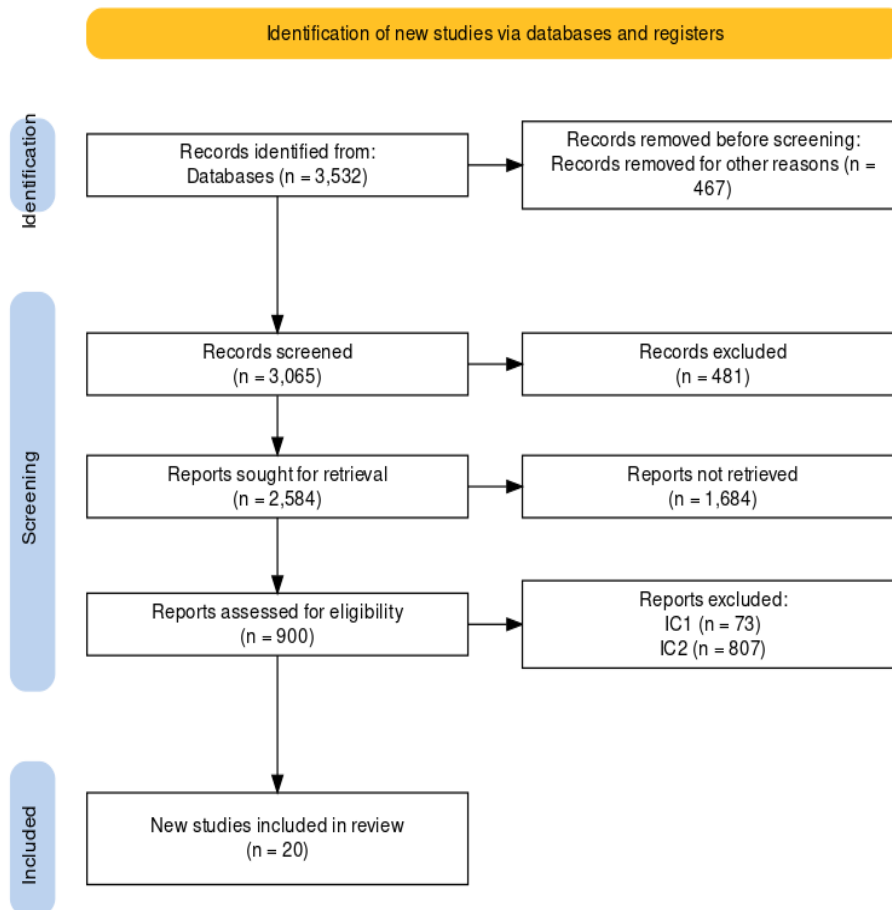 Identification of new studies via databases and registers
Identification
Records identified from:
Databases (n = 3,532)
Records removed before screening:
Records removed for other reasons (n =
467)
Screening
Records screened
(n = 3,065)
Records excluded
(n = 481)
Reports sought for retrieval
(n = 2,584)
Reports not retrieved
(n = 1,684)
Reports assessed for eligibility
(n = 900)
Reports excluded:
IC1 (n = 73)
IC2 (n = 807)
Included
New studies included in review
(n = 20)